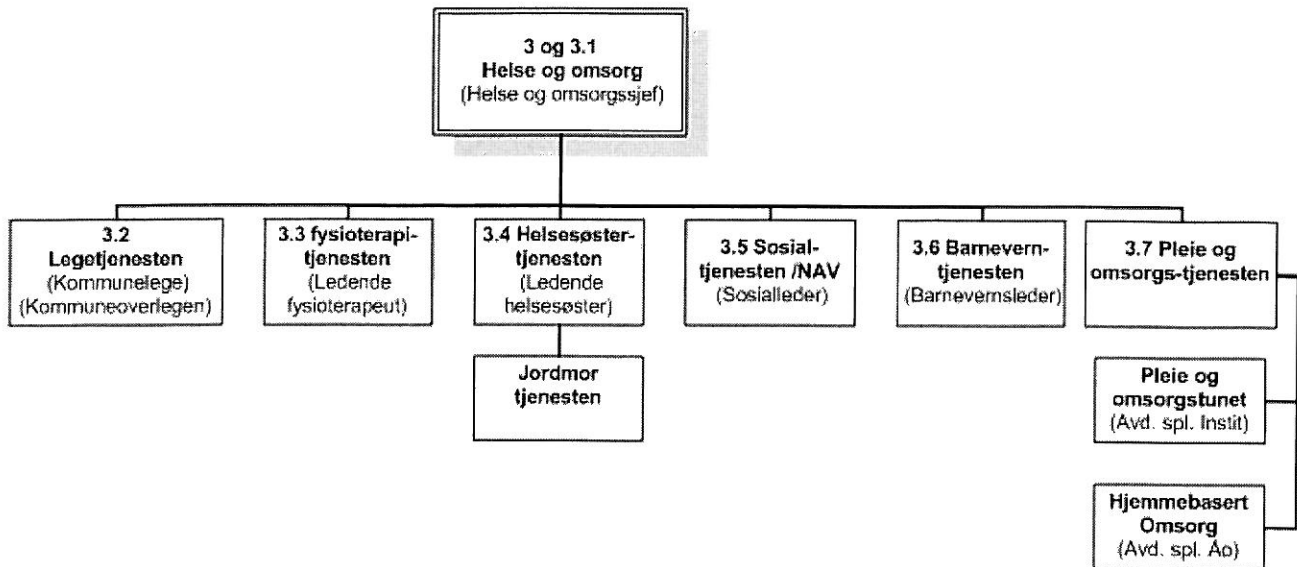 3 og 3.1
Helse og omsorg
(Helse og omsorgssjef)
3.2
Legetjenesten
(Kommunelege)
(Kommuneoverlegen)
3.3 fysioterapi-
tjenesten
(Ledende
fysioterapeut)
3.4 Helsesøster-
tjenesten
(Ledende
helsesøster)
3.5 Sosial-
tjenesten /NAV
(Sosialleder)
3.6 Barnevern-
tjenesten
(Barnevernsleder)
3.7 Pleie og
omsorgs-tjenesten
Jordmor
tjenesten
Pleie og
omsorgstunet
(Avd. spl. Instit)
Hjemmebasert
Omsorg
(Avd. spl. Åo)